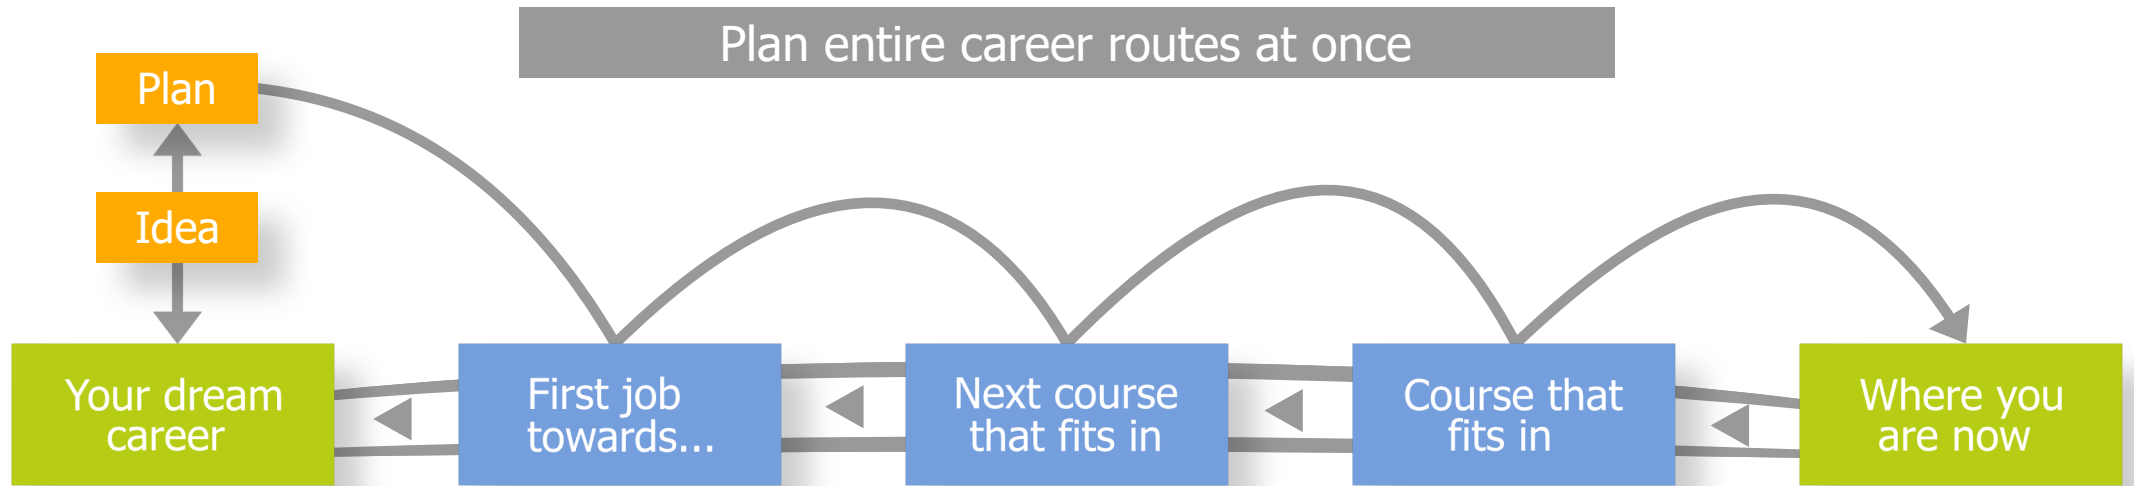 Plan entire career routes at once
Plan
Idea
Your dream
career
First job
towards...
Next course
that fits in
Course that
fits in
Where you
are now